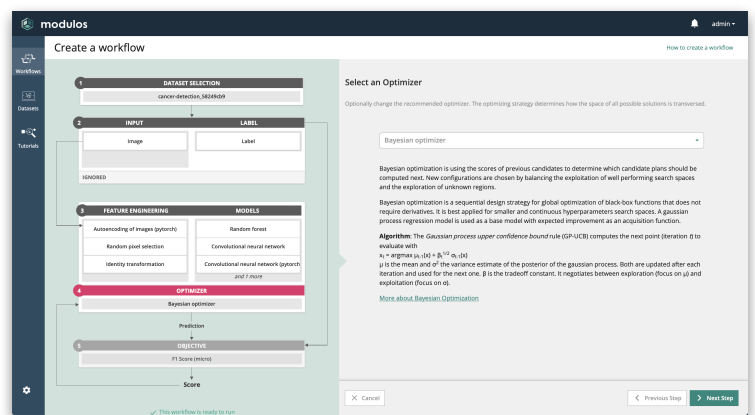 modulos
admin
Create a workflow
How to create a workflow
Workflows
Datasets
Tutorials
1
DATASET SELECTION
cancer-detection_58249cb9
2
INPUT
LABEL
Image
Label
IGNORED
3
FEATURE ENGINEERING
MODELS
Autoencoding of images (pytorch)
Random forest
Random pixel selection
Convolutional neural network
Identity transformation
Convolutional neural network (pytorch
and 1 more
4
OPTIMIZER
Bayesian optimizer
Prediction
5
OBJECTIVE
F1 Score (micro)
Score
This workflow is ready to run
Select an Optimizer
Optionally change the recommended optimizer. The optimizing strategy determines how the space of all possible solutions is transversed.
Bayesian optimizer
Bayesian optimization is using the scores of previous candidates to determine which candidate plans should be
computed next. New configurations are chosen by balancing the exploitation of well performing search spaces
and the exploration of unknown regions.
Bayesian optimization is a sequential design strategy for global optimization of black-box functions that does not
require derivatives. It is best applied for smaller and continuous hyperparameters search spaces. A gaussian
process regression model is used as a base model with expected improvement as an acquisition function.
Algorithm: The Gaussian process upper confidence bound rule (GP-UCB) computes the next point (iteration t) to
evaluate with
xₜ = argmax μₜ₋₁(x) + βₜ¹/² σₜ₋₁(x)
μ is the mean and σ² the variance estimate of the posterior of the gaussian process. Both are updated after each
iteration and used for the next one. β is the tradeoff constant. It negotiates between exploration (focus on μ) and
exploitation (focus on σ).
More about Bayesian Optimization
Cancel
Previous Step
Next Step